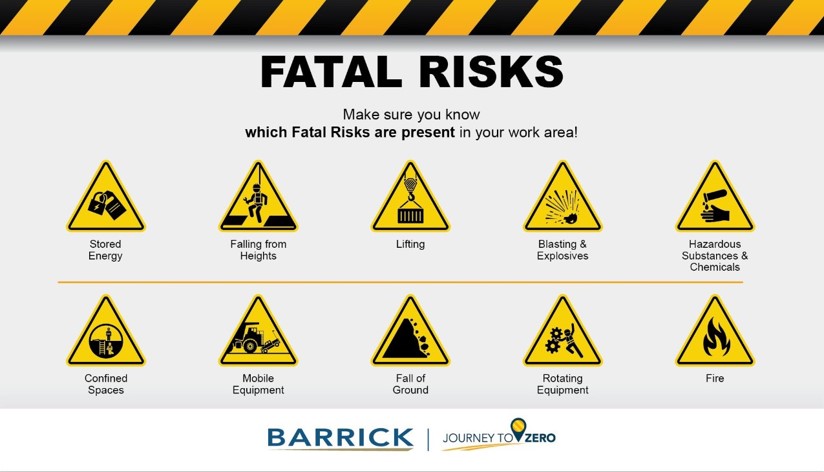 FATAL RISKS
Make sure you know
which Fatal Risks are present in your work area!
Stored
Energy
Falling from
Heights
Lifting
Blasting &
Explosives
Hazardous
Substances &
Chemicals
Confined
Spaces
Mobile
Equipment
Fall of
Ground
Rotating
Equipment
Fire
BARRICK
JOURNEY TO ZERO